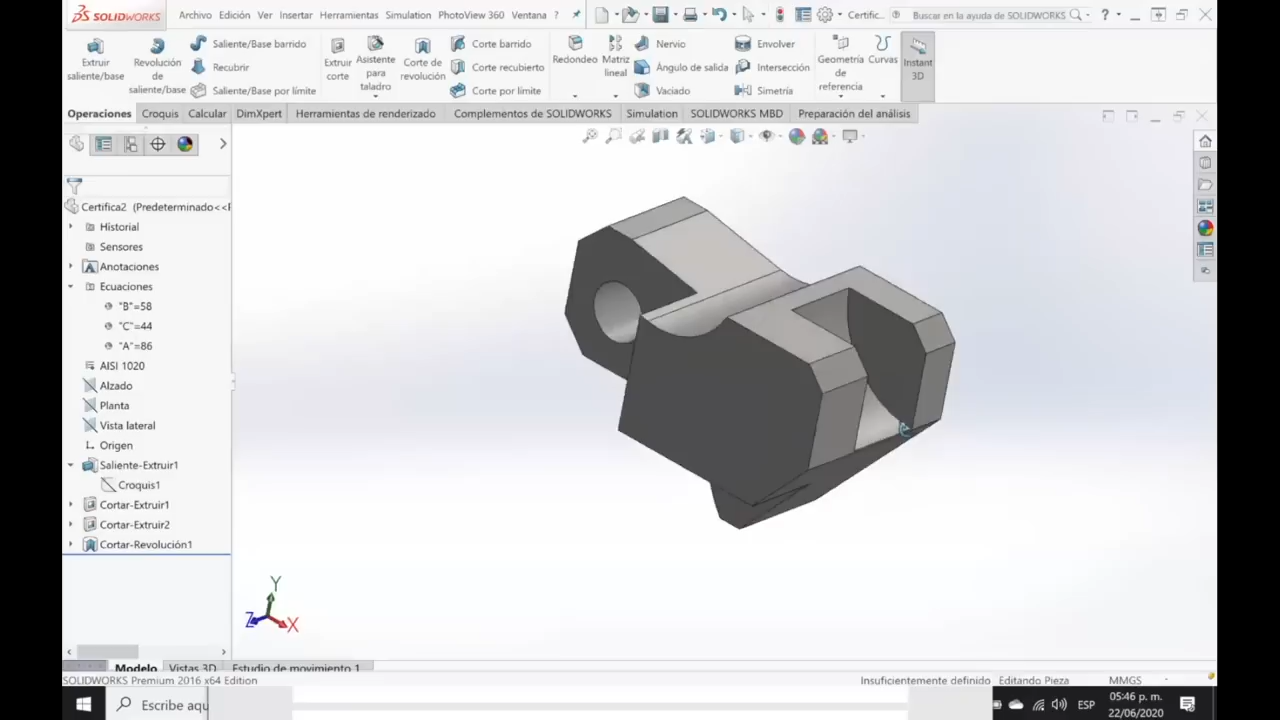 SOLIDWORKS Archivo Edición Ver Insertar Herramientas Simulation PhotoView 360 Ventana ? Certific... Buscar en la ayuda de SOLIDWORKS ?
Extruir saliente/base
Revolución de saliente/base
Saliente/Base barrido
Recubrir
Saliente/Base por límite
Extruir corte
Asistente para taladro
Corte de revolución
Corte barrido
Corte recubierto
Corte por límite
Redondeo
Matriz lineal
Nervio
Ángulo de salida
Vaciado
Envolver
Intersección
Simetría
Geometría de referencia
Curvas
Instant 3D
Operaciones Croquis Calcular DimXpert Herramientas de renderizado Complementos de SOLIDWORKS Simulation SOLIDWORKS MBD Preparación del análisis
Certifica2 (Predeterminado<<
Historial
Sensores
Anotaciones
Ecuaciones
"B"=58
"C"=44
"A"=86
AISI 1020
Alzado
Planta
Vista lateral
Origen
Saliente-Extruir1
Croquis1
Cortar-Extruir1
Cortar-Extruir2
Cortar-Revolución1
Y
Z X
Modelo Vistas 3D Estudio de movimiento 1
SOLIDWORKS Premium 2016 x64 Edition Insuficientemente definido Editando Pieza MMGS
Escribe aqu ESP 05:46 p. m.
22/06/2020